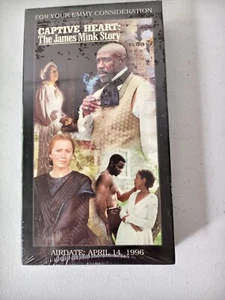 FOR YOUR EMMY CONSIDERATION
CAPTIVE HEART:
The James Mink Story
AIRDATE: APRIL 14, 1996